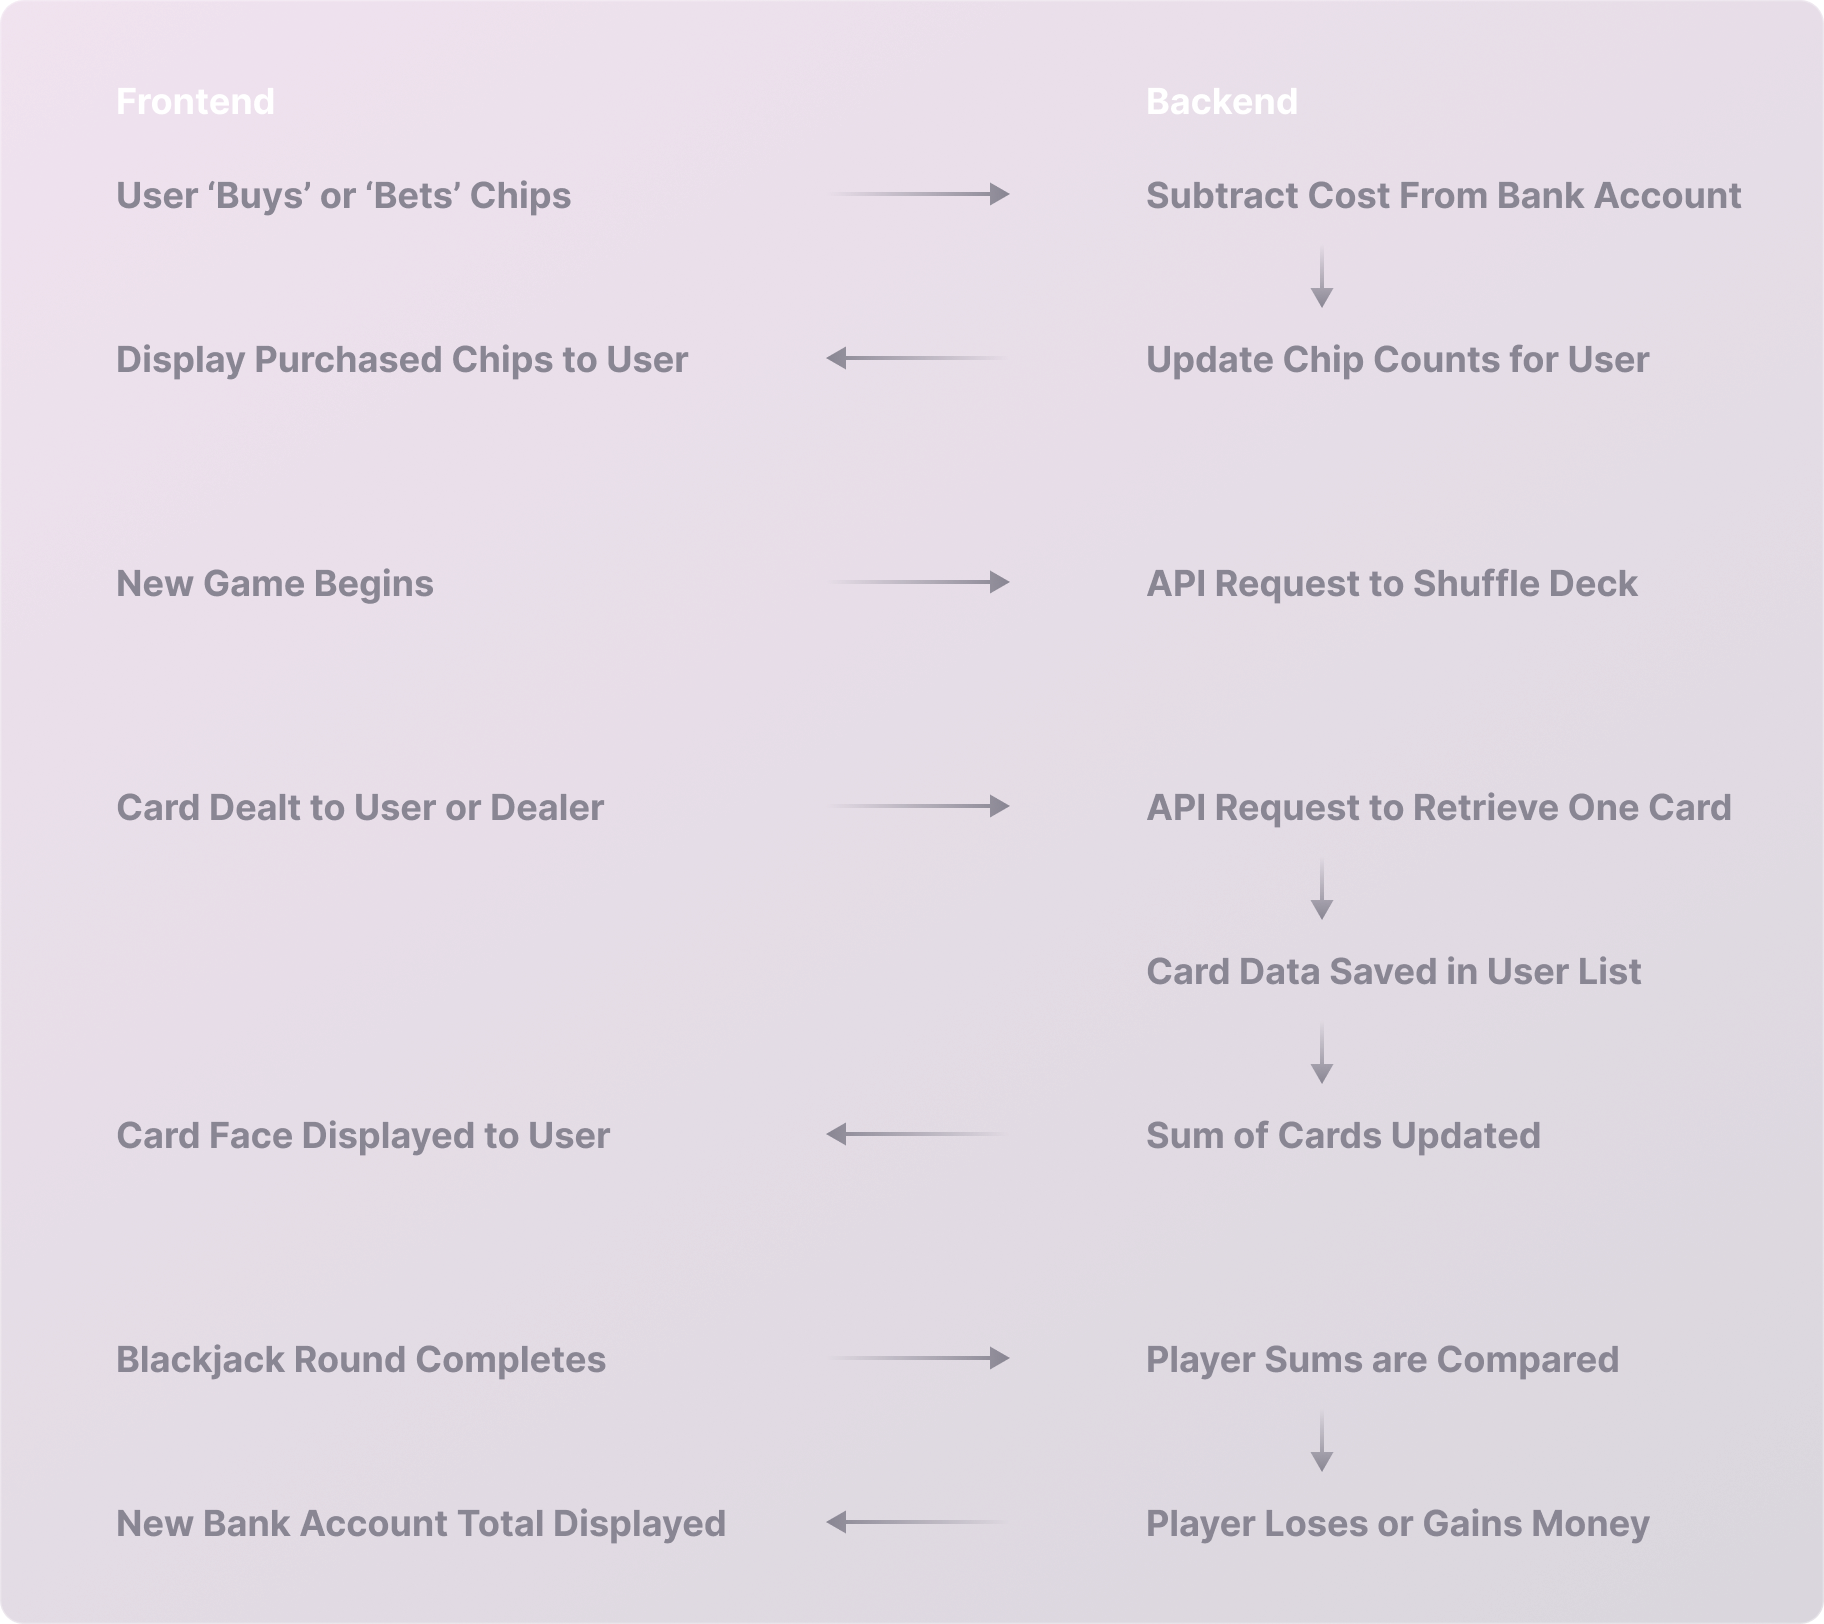 Frontend
Backend
User ‘Buys’ or ‘Bets’ Chips
Subtract Cost From Bank Account
Display Purchased Chips to User
Update Chip Counts for User
New Game Begins
API Request to Shuffle Deck
Card Dealt to User or Dealer
API Request to Retrieve One Card
Card Data Saved in User List
Card Face Displayed to User
Sum of Cards Updated
Blackjack Round Completes
Player Sums are Compared
New Bank Account Total Displayed
Player Loses or Gains Money